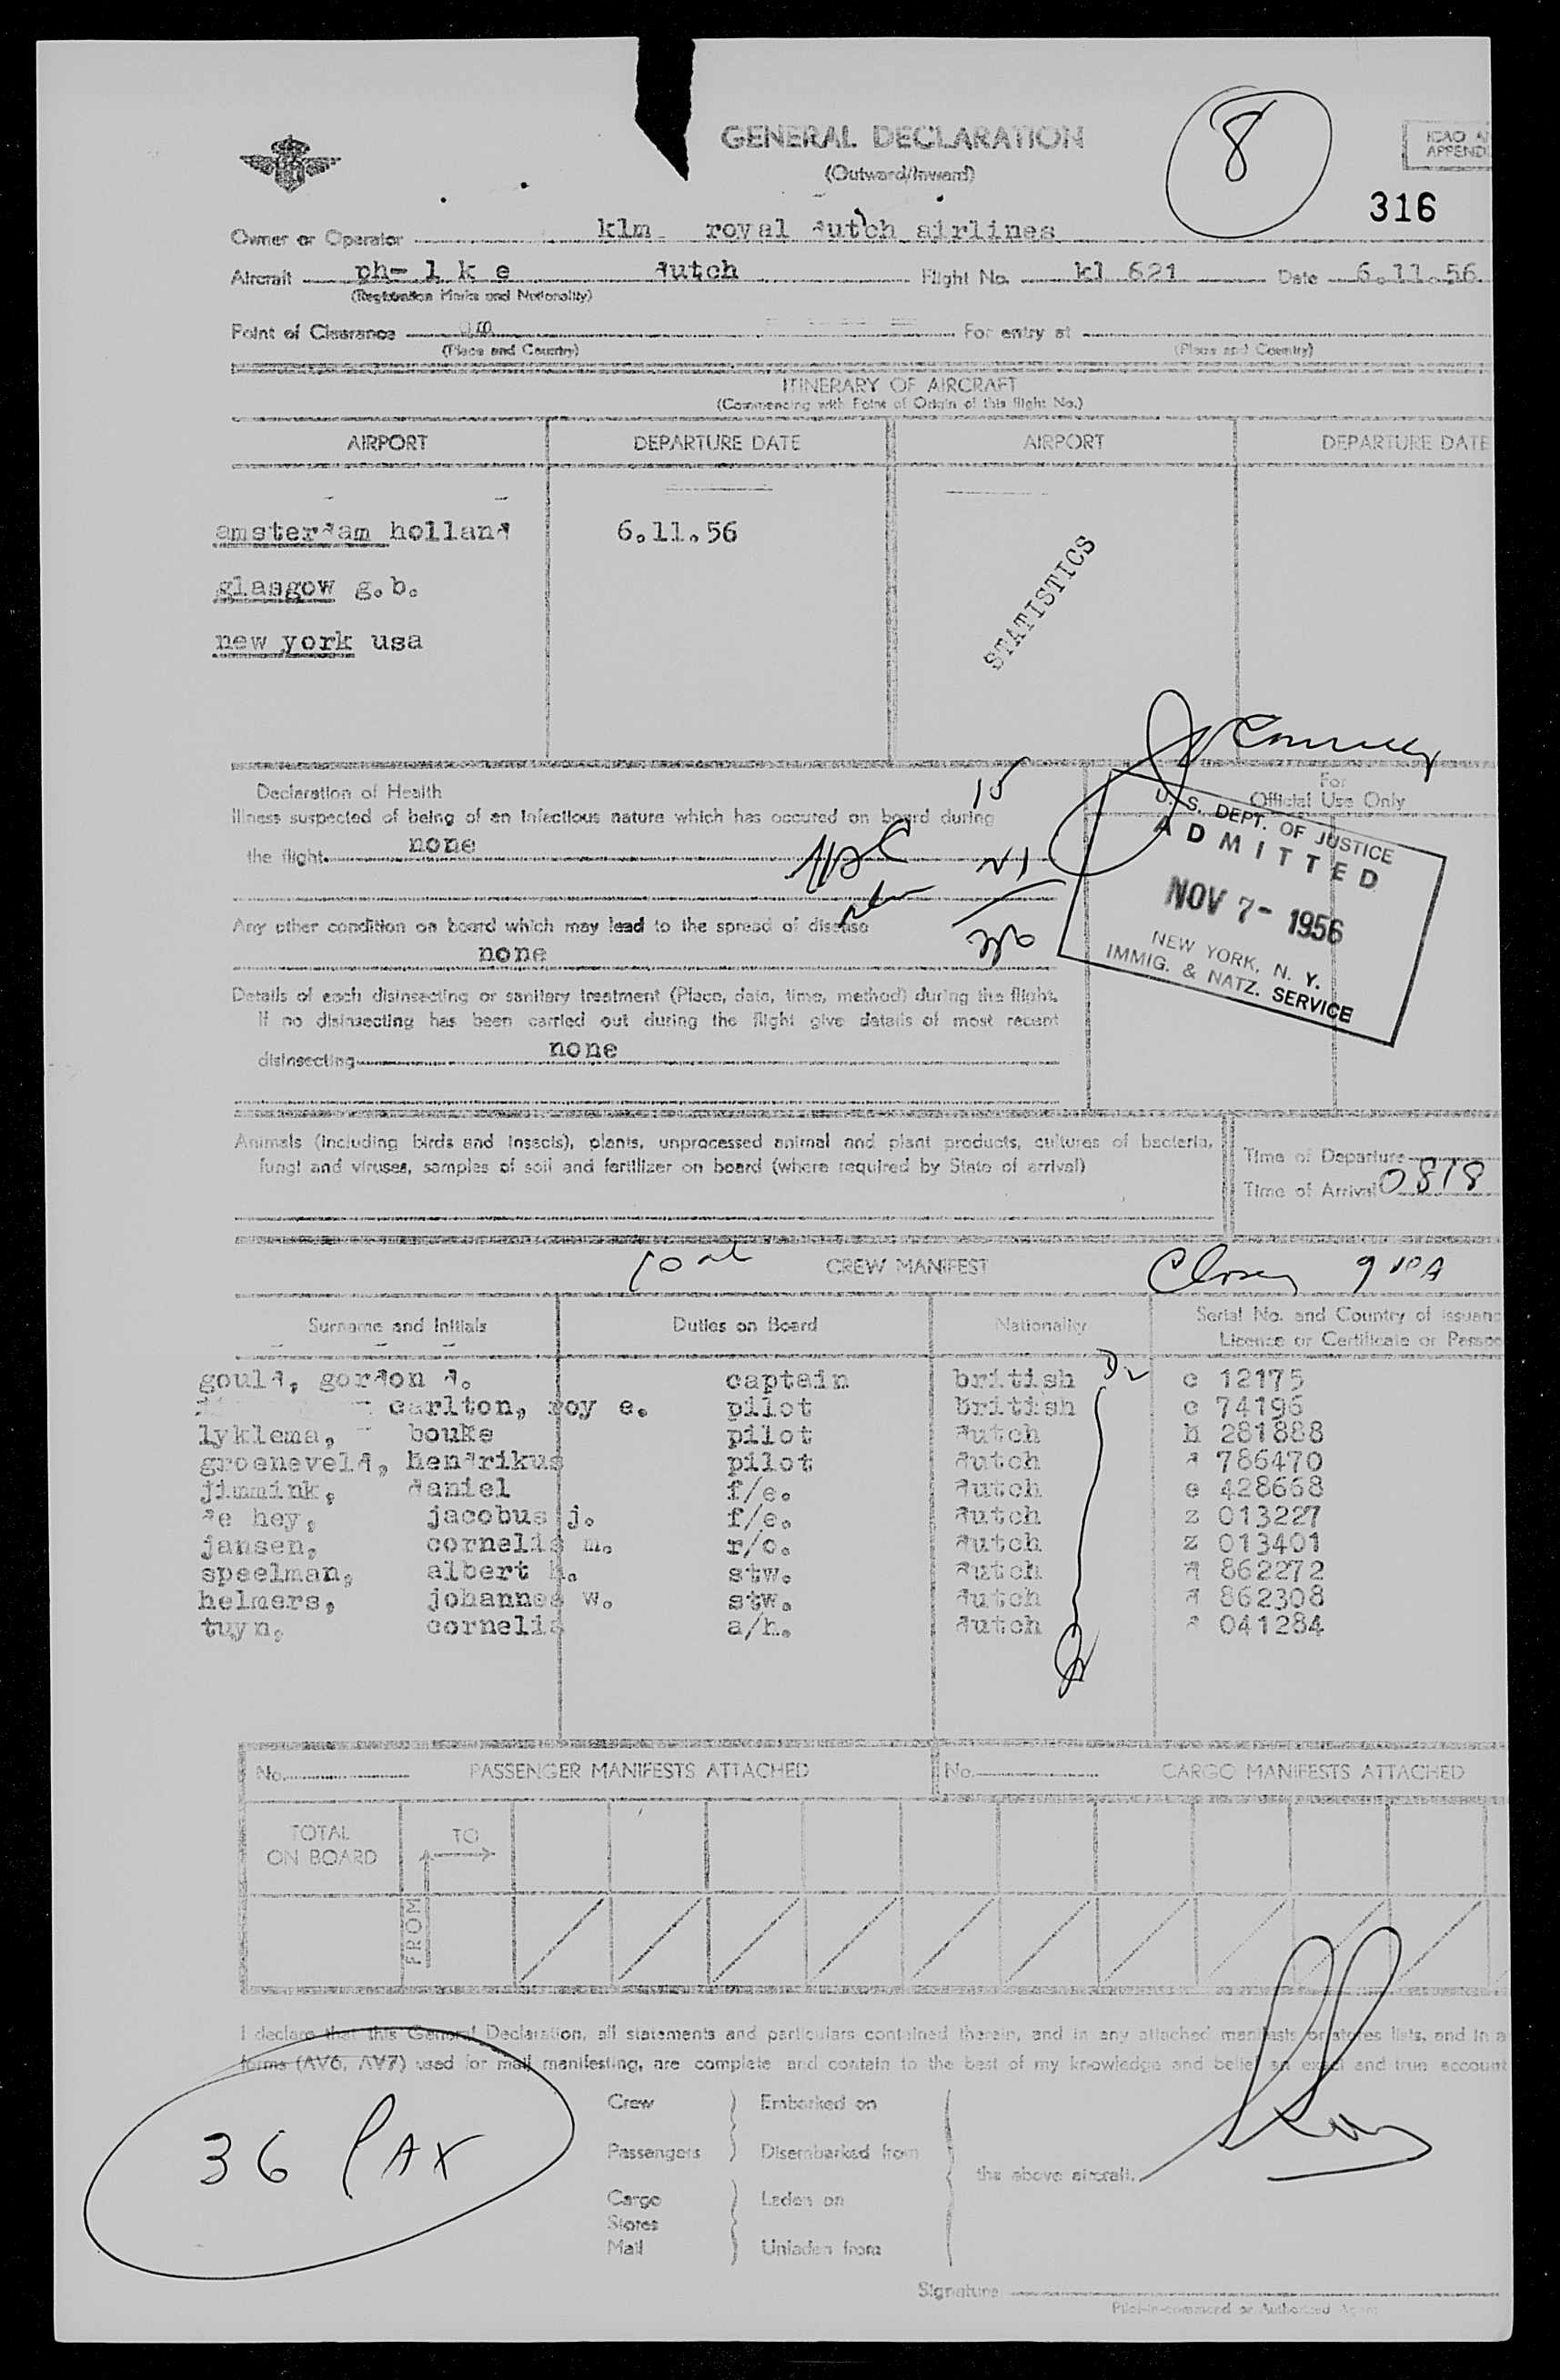 GENERAL DECLARATION
(Outward/Inward)
8
ICAO
APPEND
316
Owner or Operator klm royal dutch airlines
Aircraft ph- l k e dutch Flight No. kl 621 Date 6.11.56
(Registration Marks and Nationality)
Point of Clearance For entry at
(Place and Country) (Place and Country)
ITINERARY OF AIRCRAFT
(Commencing with Point of Origin of this flight No.)
AIRPORT DEPARTURE DATE AIRPORT DEPARTURE DATE
amsterdam holland 6.11.56
glasgow g.b.
new york usa
STATISTICS
Connelly
Declaration of Health
For
Official Use Only
Illness suspected of being of an infectious nature which has occured on board during
15
the flight. none
U. S. DEPT. OF JUSTICE
ADMITTED
NOV 7- 1956
NEW YORK, N. Y.
IMMIG. & NATZ. SERVICE
Any other condition on board which may lead to the spread of disease
none
Details of each disinsecting or sanitary treatment (Place, date, time, method) during the flight.
If no disinsecting has been carried out during the flight give details of most recent
disinsecting none
Animals (including birds and insects), plants, unprocessed animal and plant products, cultures of bacteria,
fungi and viruses, samples of soil and fertilizer on board (where required by State of arrival)
Time of Departure
Time of Arrival 0818
CREW MANIFEST
Surname and Initials Duties on Board Nationality Serial No. and Country of issuanc
Licence or Certificate or Passpo
gould, gordon d. captain british c 12175
carlton, roy e. pilot british c 74196
lyklema, bouke pilot dutch h 281888
groeneveld, hendrikus pilot dutch d 786470
jimmink, daniel f/e. dutch e 428668
de hey, jacobus j. f/e. dutch z 013227
jansen, cornelis m. r/o. dutch z 013401
speelman, albert h. stw. dutch d 862272
helmers, johannes w. stw. dutch d 862308
tuyn, cornelis a/h. dutch 041284
No. PASSENGER MANIFESTS ATTACHED No. CARGO MANIFESTS ATTACHED
TOTAL
ON BOARD
TO
FROM
I declare that this General Declaration, all statements and particulars contained therein, and in any attached manifests or stores lists, and in a
forms (AV6, AV7) used for mail manifesting, are complete and contain to the best of my knowledge and belief an exact and true account
36 PAX
Crew Embarked on
Passengers Disembarked from
the above aircraft.
Cargo Laden on
Stores
Mail Unladen from
Signature
Pilot-in-command or Authorized Agent